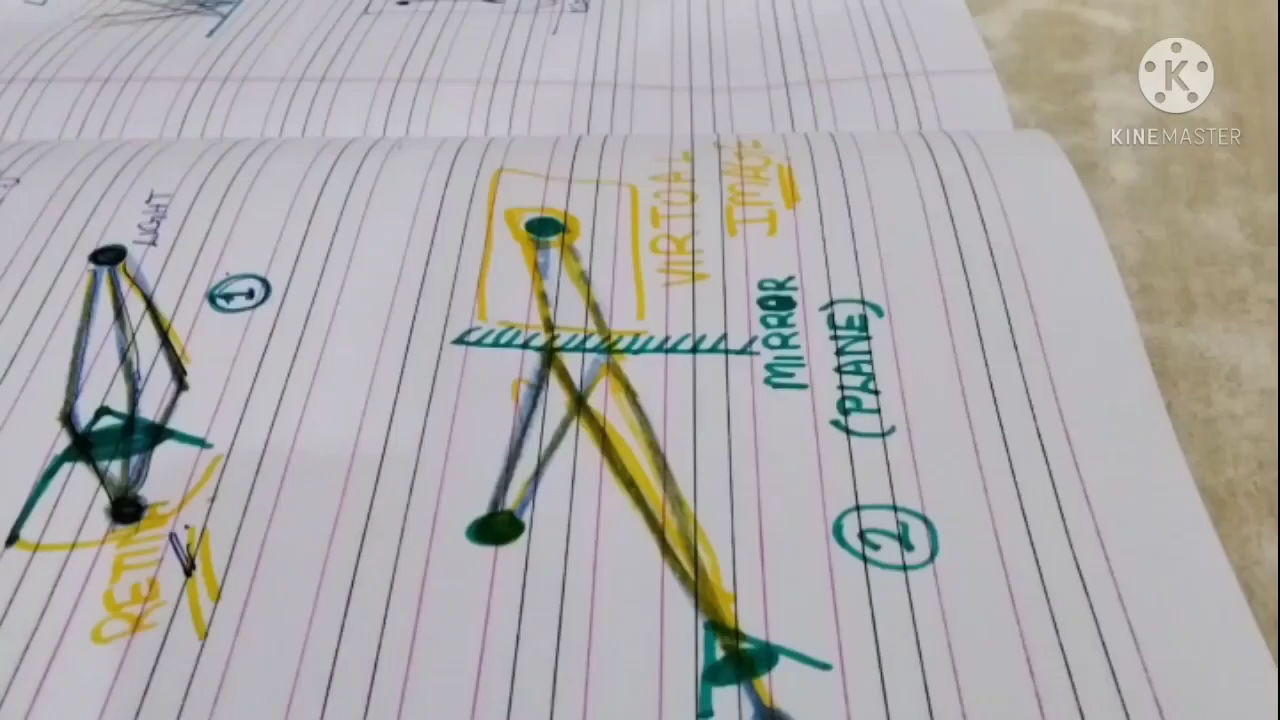 LIGHT
1
RETINA
VIRTUAL
IMAGE
MIRROR
(PLANE)
2
K
KINEMASTER